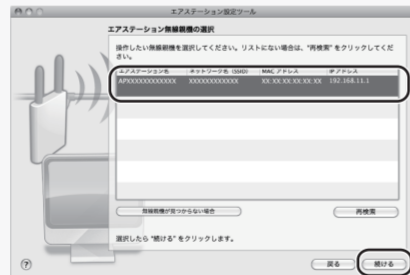 エアステーション設定ツール
エアステーション無線親機の選択
操作したい無線親機を選択してください。リストにない場合は、"再検索" をクリックしてくだ
さい。
エアステーション名 ネットワーク名 (SSID) MAC アドレス IPアドレス
APXXXXXXXXXXXX XXXXXXXXXXXX XX:XX:XX:XX:XX:XX 192.168.11.1
無線親機が見つからない場合 再検索
選択したら "続ける" をクリックします。
? 戻る 続ける